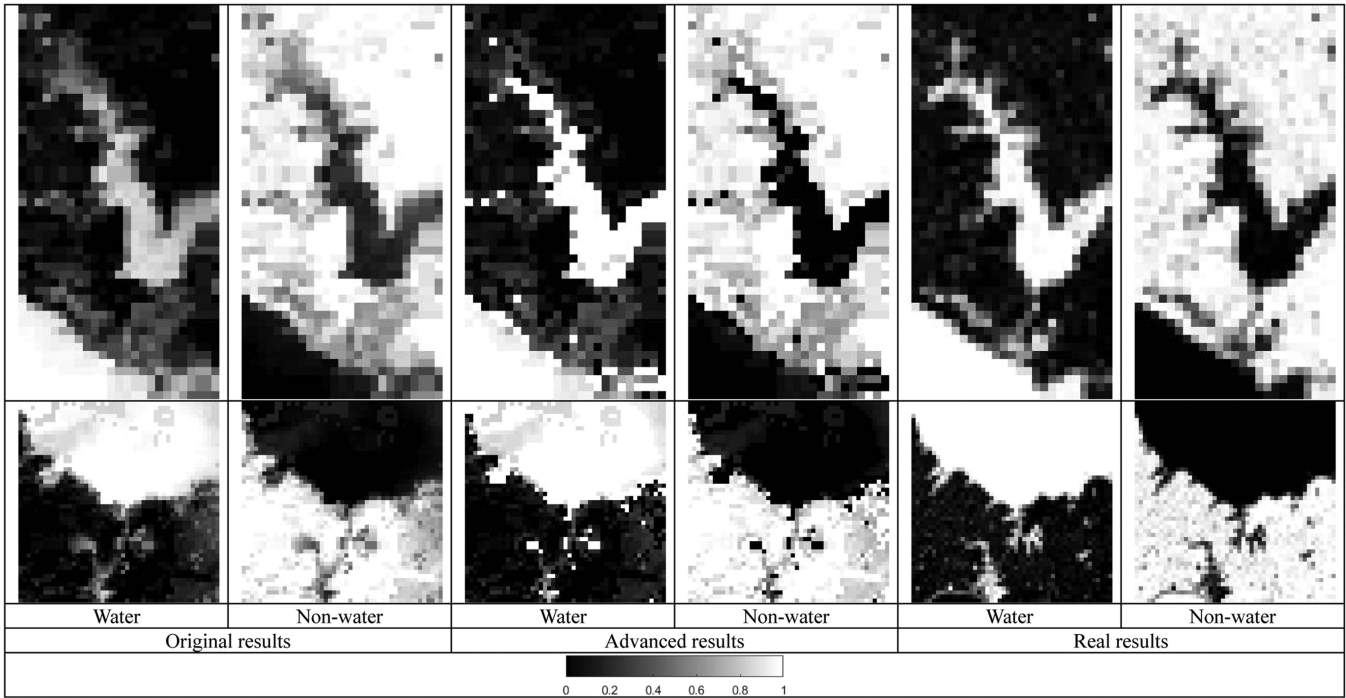 Water Non-water Water Non-water Water Non-water
Original results Advanced results Real results
0 0.2 0.4 0.6 0.8 1